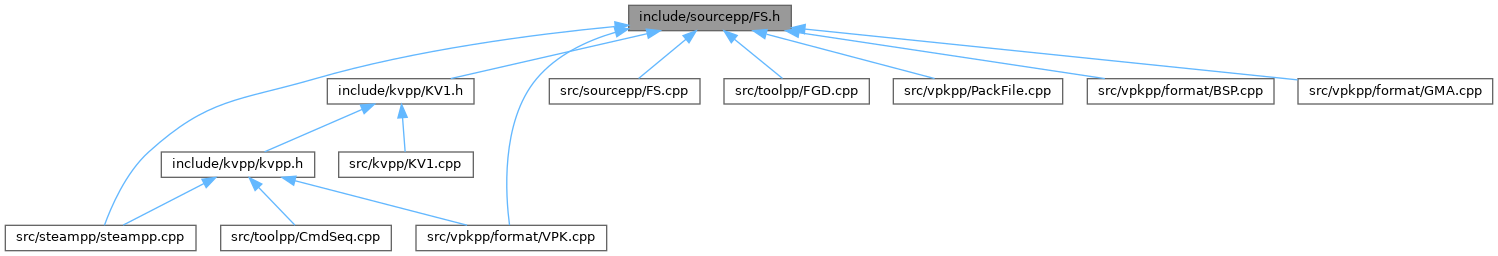 include/sourcepp/FS.h
include/kvpp/KV1.h
src/sourcepp/FS.cpp
src/toolpp/FGD.cpp
src/vpkpp/PackFile.cpp
src/vpkpp/format/BSP.cpp
src/vpkpp/format/GMA.cpp
include/kvpp/kvpp.h
src/kvpp/KV1.cpp
src/steampp/steampp.cpp
src/toolpp/CmdSeq.cpp
src/vpkpp/format/VPK.cpp